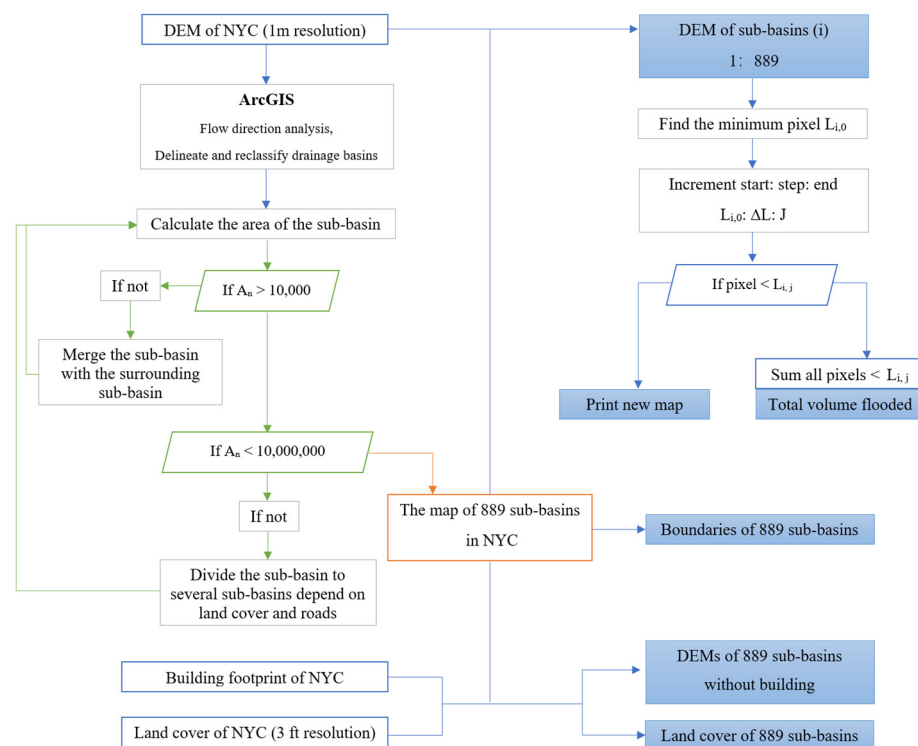 DEM of NYC (1m resolution)
ArcGIS
Flow direction analysis,
Delineate and reclassify drainage basins
Calculate the area of the sub-basin
If not
If Aₙ > 10,000
Merge the sub-basin
with the surrounding
sub-basin
If Aₙ < 10,000,000
If not
Divide the sub-basin to
several sub-basins depend on
land cover and roads
The map of 889 sub-basins
in NYC
Building footprint of NYC
Land cover of NYC (3 ft resolution)
DEM of sub-basins (i)
1: 889
Find the minimum pixel Lᵢ,₀
Increment start: step: end
Lᵢ,₀: ΔL: J
If pixel < Lᵢ, ⱼ
Print new map
Sum all pixels < Lᵢ, ⱼ
Total volume flooded
Boundaries of 889 sub-basins
DEMs of 889 sub-basins
without building
Land cover of 889 sub-basins